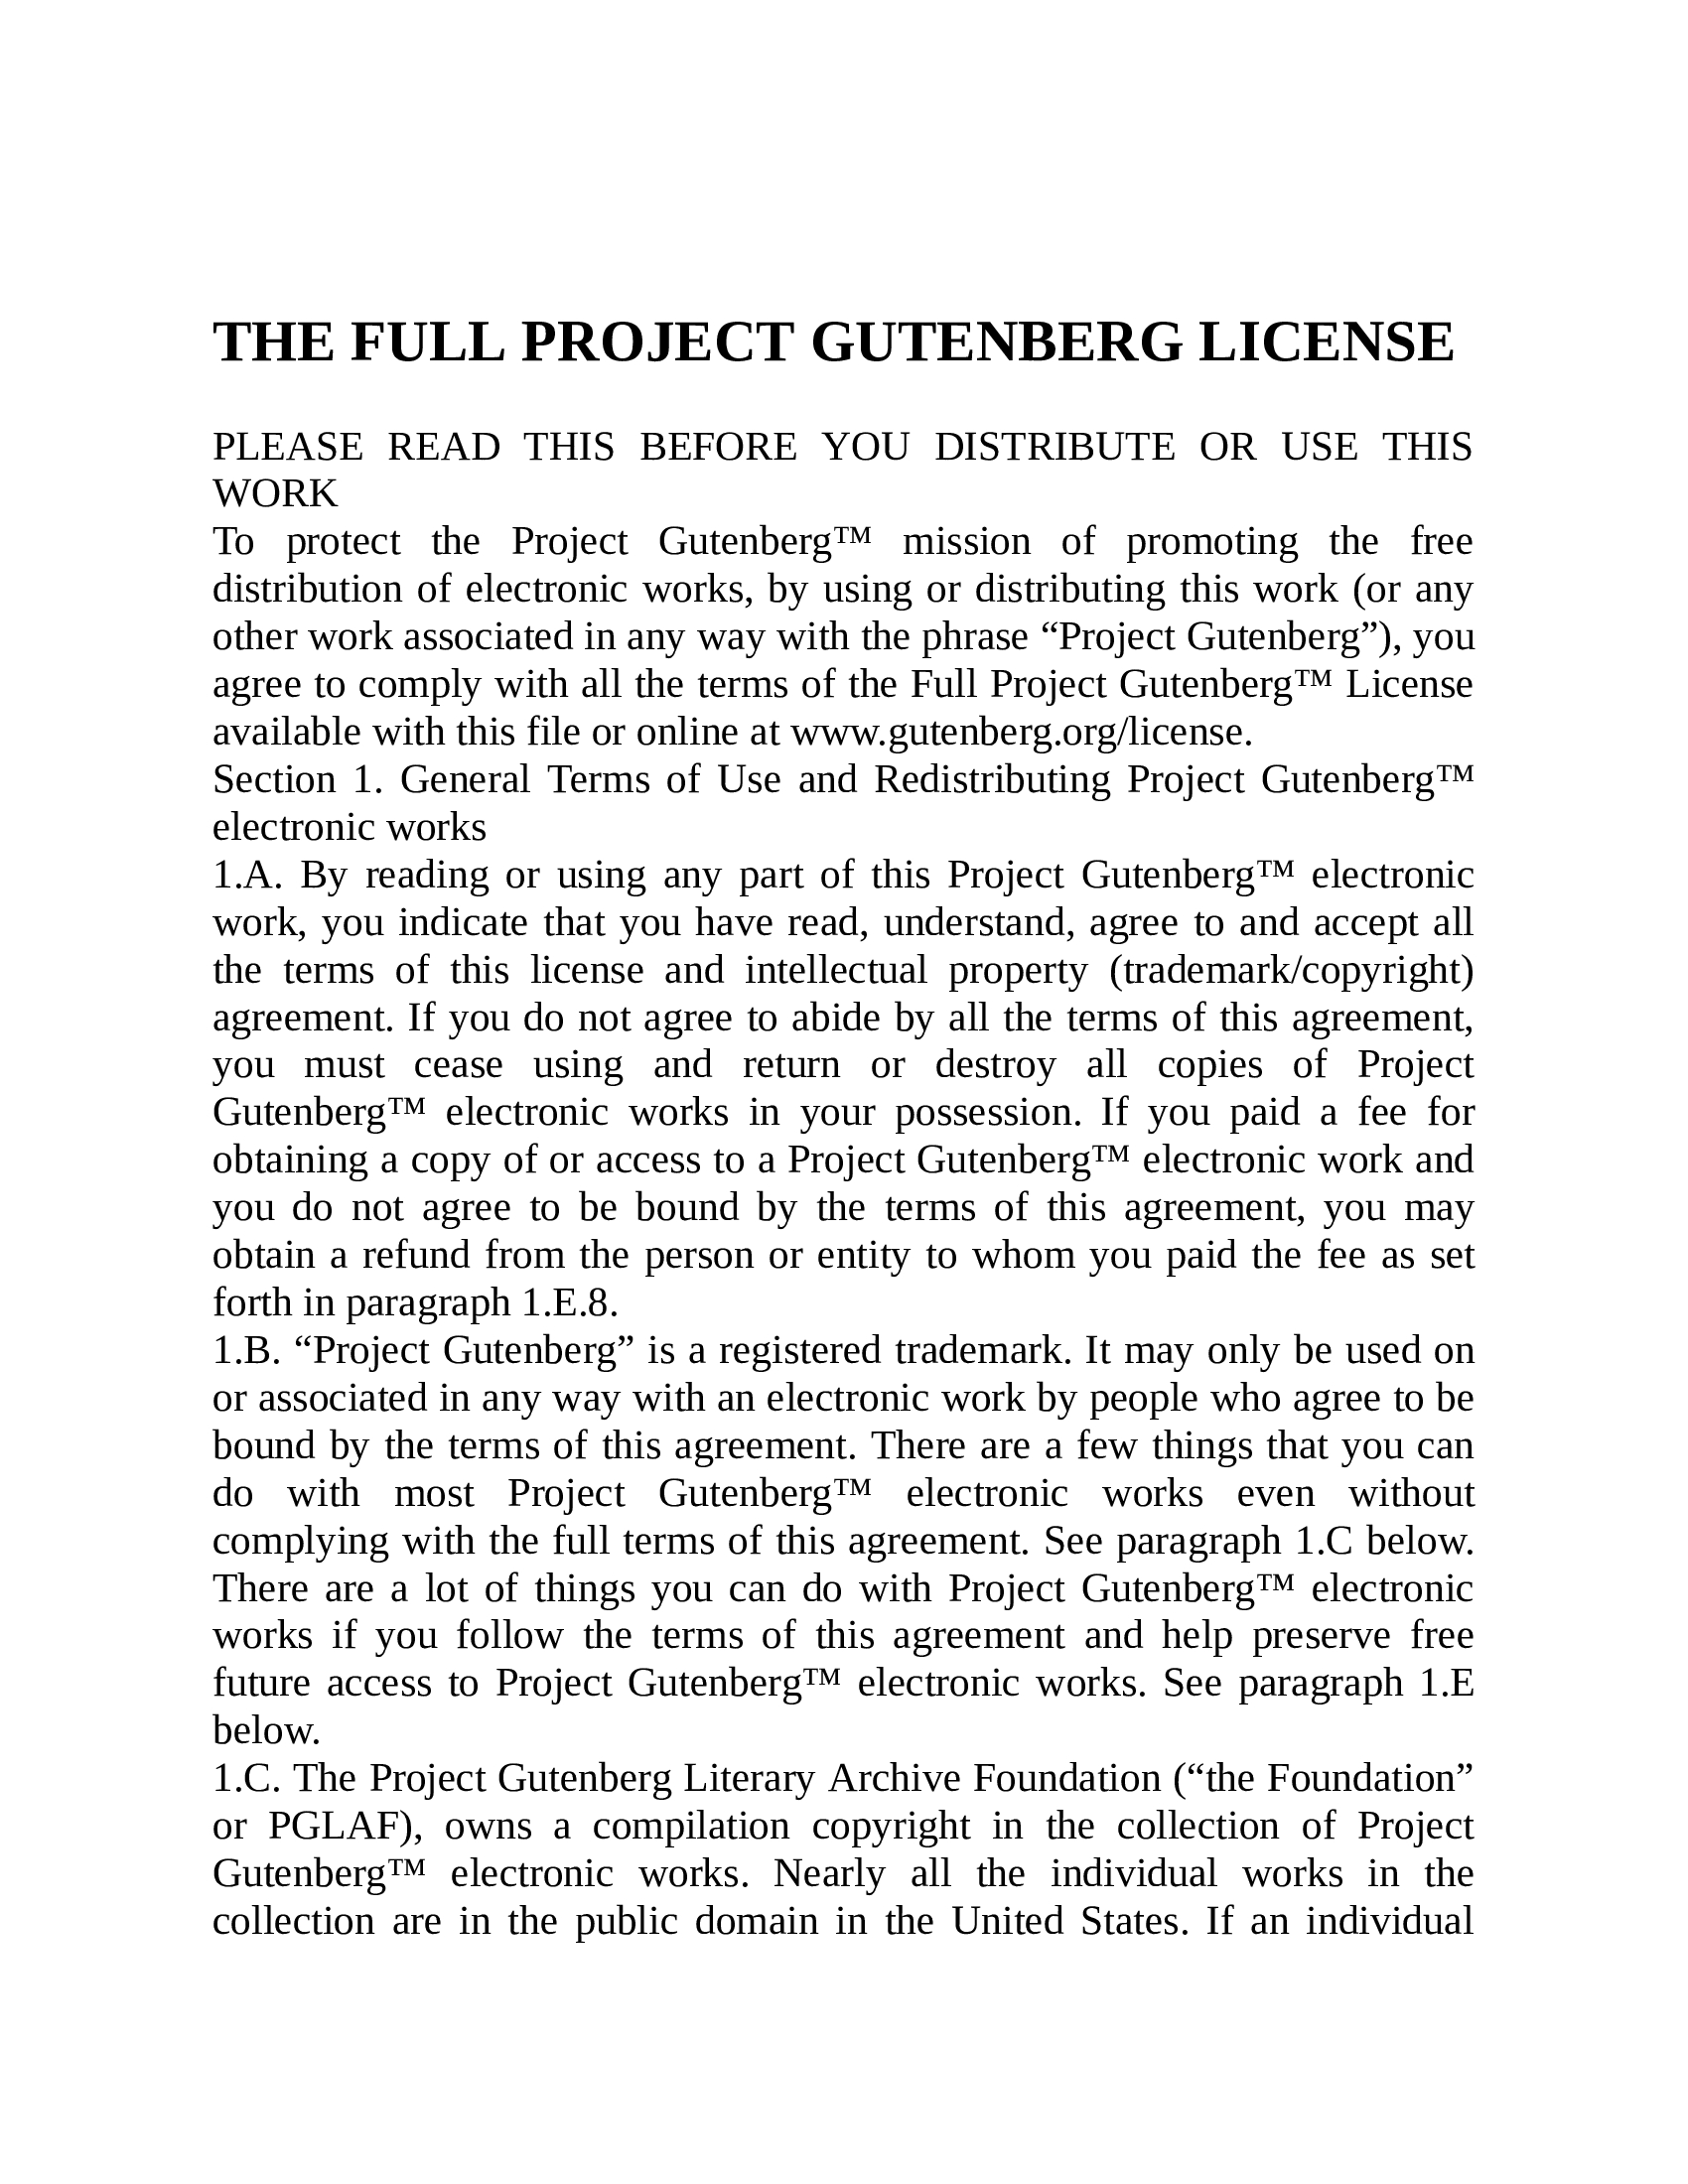 THE FULL PROJECT GUTENBERG LICENSE
PLEASE READ THIS BEFORE YOU DISTRIBUTE OR USE THIS
WORK
To protect the Project Gutenberg™ mission of promoting the free
distribution of electronic works, by using or distributing this work (or any
other work associated in any way with the phrase “Project Gutenberg”), you
agree to comply with all the terms of the Full Project Gutenberg™ License
available with this file or online at www.gutenberg.org/license.
Section 1. General Terms of Use and Redistributing Project Gutenberg™
electronic works
1.A. By reading or using any part of this Project Gutenberg™ electronic
work, you indicate that you have read, understand, agree to and accept all
the terms of this license and intellectual property (trademark/copyright)
agreement. If you do not agree to abide by all the terms of this agreement,
you must cease using and return or destroy all copies of Project
Gutenberg™ electronic works in your possession. If you paid a fee for
obtaining a copy of or access to a Project Gutenberg™ electronic work and
you do not agree to be bound by the terms of this agreement, you may
obtain a refund from the person or entity to whom you paid the fee as set
forth in paragraph 1.E.8.
1.B. “Project Gutenberg” is a registered trademark. It may only be used on
or associated in any way with an electronic work by people who agree to be
bound by the terms of this agreement. There are a few things that you can
do with most Project Gutenberg™ electronic works even without
complying with the full terms of this agreement. See paragraph 1.C below.
There are a lot of things you can do with Project Gutenberg™ electronic
works if you follow the terms of this agreement and help preserve free
future access to Project Gutenberg™ electronic works. See paragraph 1.E
below.
1.C. The Project Gutenberg Literary Archive Foundation (“the Foundation”
or PGLAF), owns a compilation copyright in the collection of Project
Gutenberg™ electronic works. Nearly all the individual works in the
collection are in the public domain in the United States. If an individual